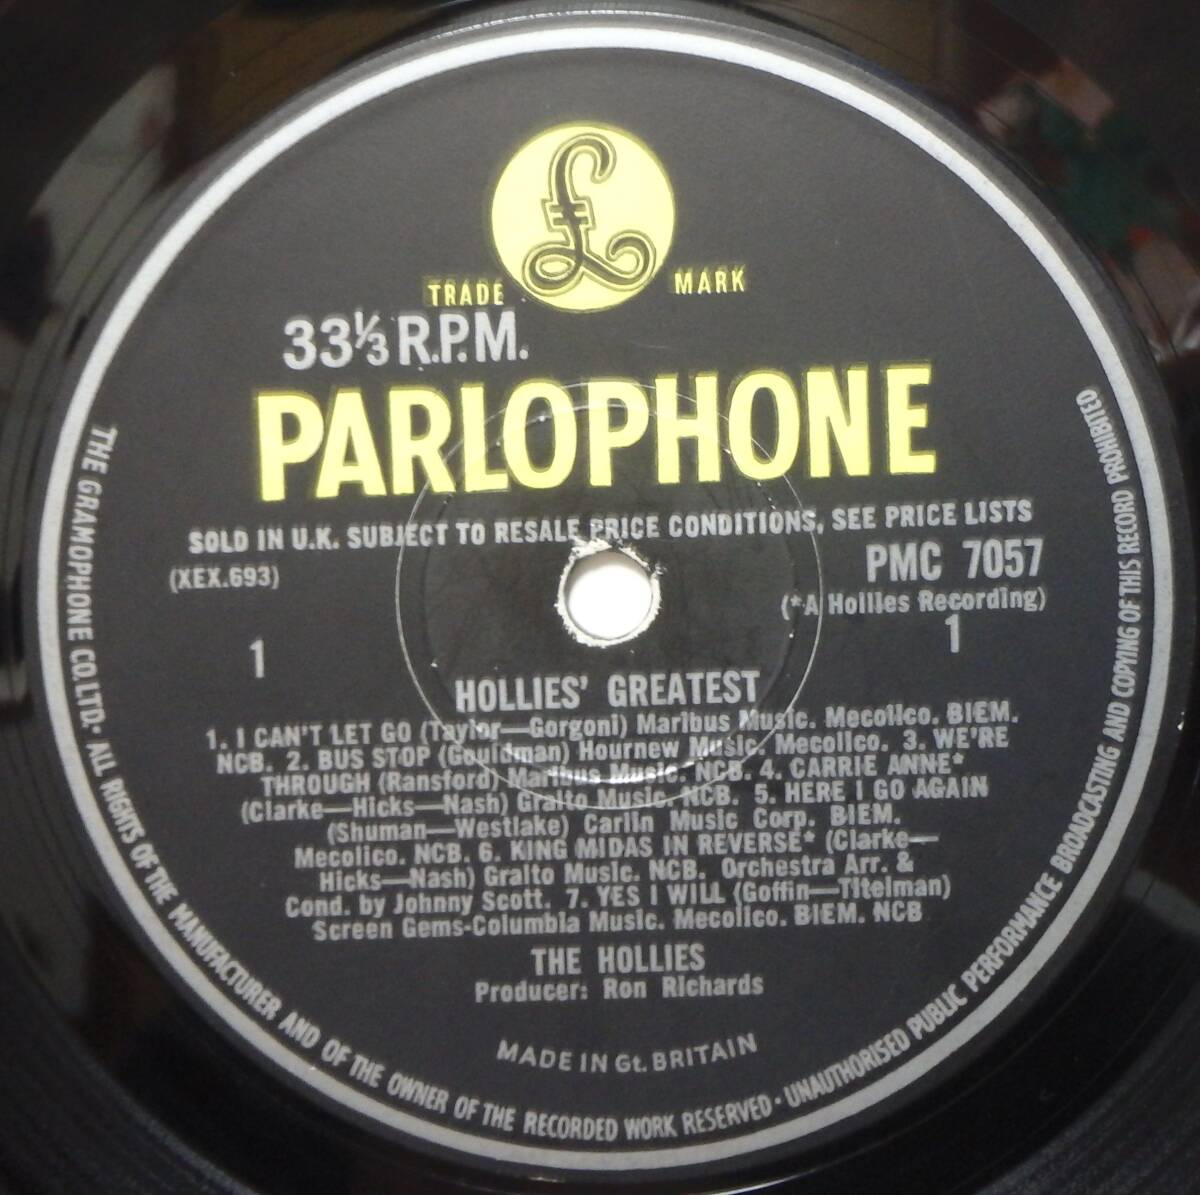 £
TRADE MARK
33⅓ R.P.M.
PARLOPHONE
SOLD IN U.K. SUBJECT TO RESALE PRICE CONDITIONS, SEE PRICE LISTS
(XEX.693) PMC 7057
(*A Hollies Recording)
1 1
HOLLIES' GREATEST
1. I CAN'T LET GO (Taylor—Gorgoni) Maribus Music. Mecolico. BIEM.
NCB. 2. BUS STOP (Gouldman) Hournew Music. Mecolico. 3. WE'RE
THROUGH (Ransford) Maribus Music. NCB. 4. CARRIE ANNE*
(Clarke—Hicks—Nash) Gralto Music. NCB. 5. HERE I GO AGAIN
(Shuman—Westlake) Carlin Music Corp. BIEM.
Mecolico. NCB. 6. KING MIDAS IN REVERSE* (Clarke—
Hicks—Nash) Gralto Music. NCB. Orchestra Arr. &
Cond. by Johnny Scott. 7. YES I WILL (Goffin—Titelman)
Screen Gems-Columbia Music. Mecolico. BIEM. NCB
THE HOLLIES
Producer: Ron Richards
MADE IN Gt. BRITAIN
THE GRAMOPHONE CO. LTD. · ALL RIGHTS OF THE MANUFACTURER AND OF THE OWNER OF THE RECORDED WORK RESERVED · UNAUTHORISED PUBLIC PERFORMANCE BROADCASTING AND COPYING OF THIS RECORD PROHIBITED